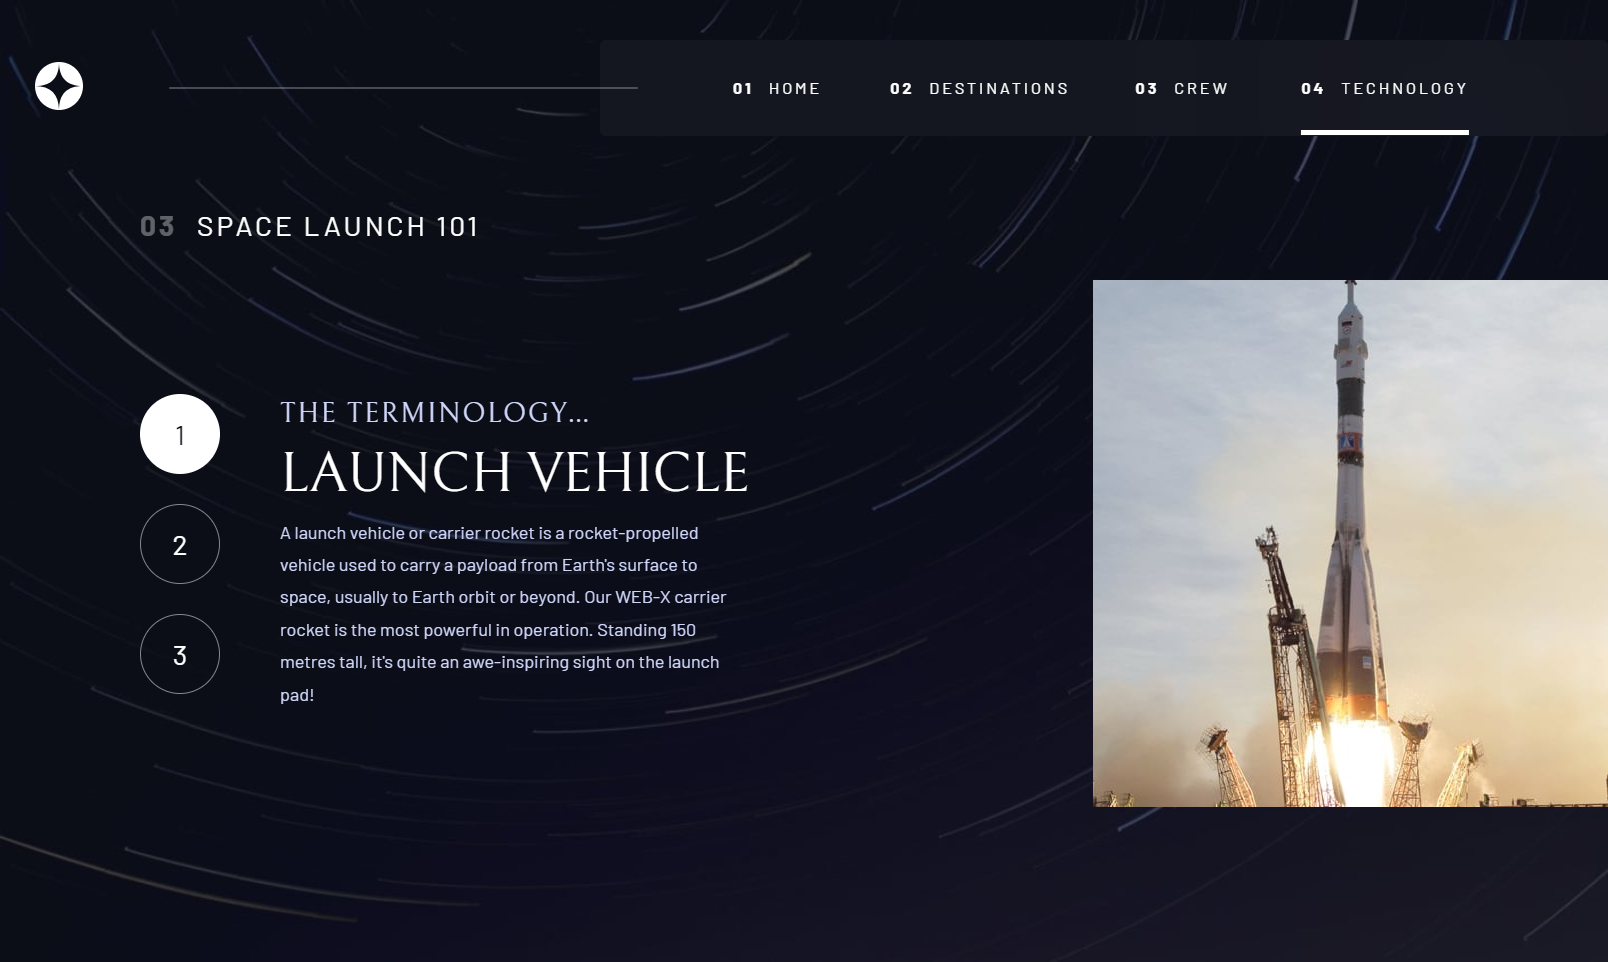 01 HOME 02 DESTINATIONS 03 CREW 04 TECHNOLOGY
03 SPACE LAUNCH 101
1
2
3
THE TERMINOLOGY...
LAUNCH VEHICLE
A launch vehicle or carrier rocket is a rocket-propelled
vehicle used to carry a payload from Earth's surface to
space, usually to Earth orbit or beyond. Our WEB-X carrier
rocket is the most powerful in operation. Standing 150
metres tall, it's quite an awe-inspiring sight on the launch
pad!